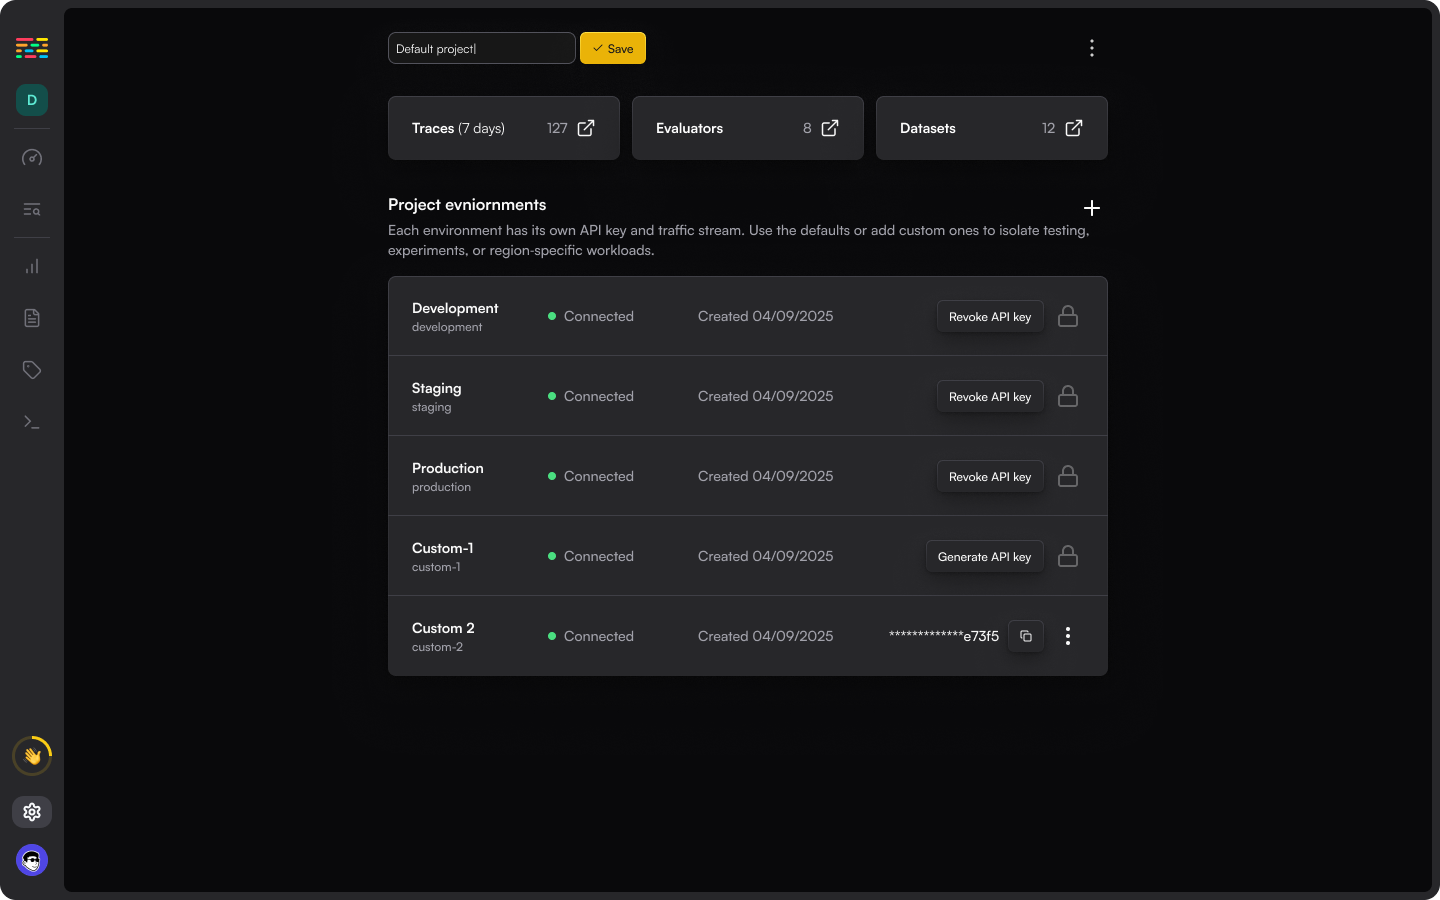 Default project
Save
D
Traces (7 days) 127
Evaluators 8
Datasets 12
Project evniornments
Each environment has its own API key and traffic stream. Use the defaults or add custom ones to isolate testing,
experiments, or region-specific workloads.
Development
development
Connected
Created 04/09/2025
Revoke API key
Staging
staging
Connected
Created 04/09/2025
Revoke API key
Production
production
Connected
Created 04/09/2025
Revoke API key
Custom-1
custom-1
Connected
Created 04/09/2025
Generate API key
Custom 2
custom-2
Connected
Created 04/09/2025
*************e73f5